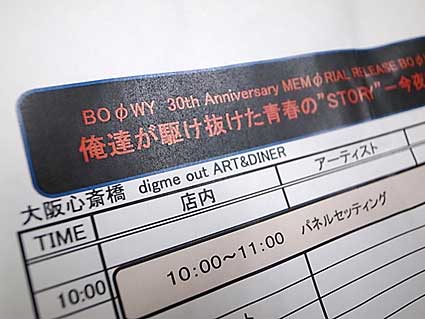 BOφWY 30th Anniversary MEMφRIAL RELEASE BOφ
俺達が駆け抜けた青春の”STORY”－今夜
大阪心斎橋 digme out ART&DINER
TIME 店内 アーティスト
10:00 10:00～11:00 パネルセッティング